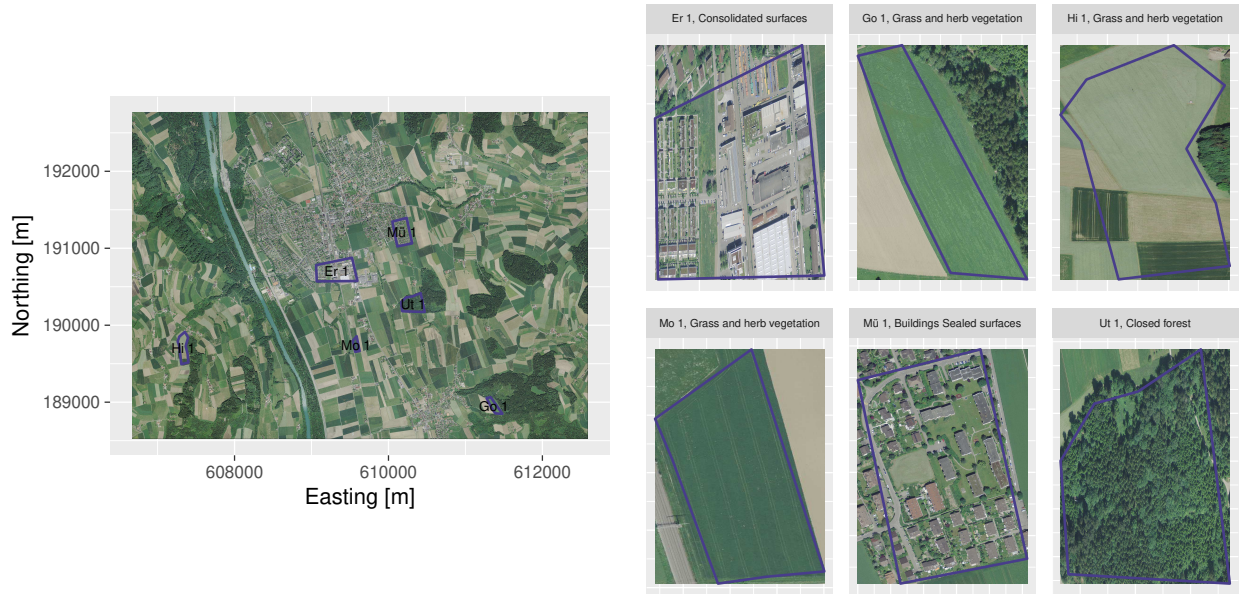 Northing [m]
192000
191000
190000
189000
Mü 1
Er 1
Ut 1
Mo 1
Hi 1
Go 1
608000 610000 612000
Easting [m]
Er 1, Consolidated surfaces
Go 1, Grass and herb vegetation
Hi 1, Grass and herb vegetation
Mo 1, Grass and herb vegetation
Mü 1, Buildings Sealed surfaces
Ut 1, Closed forest